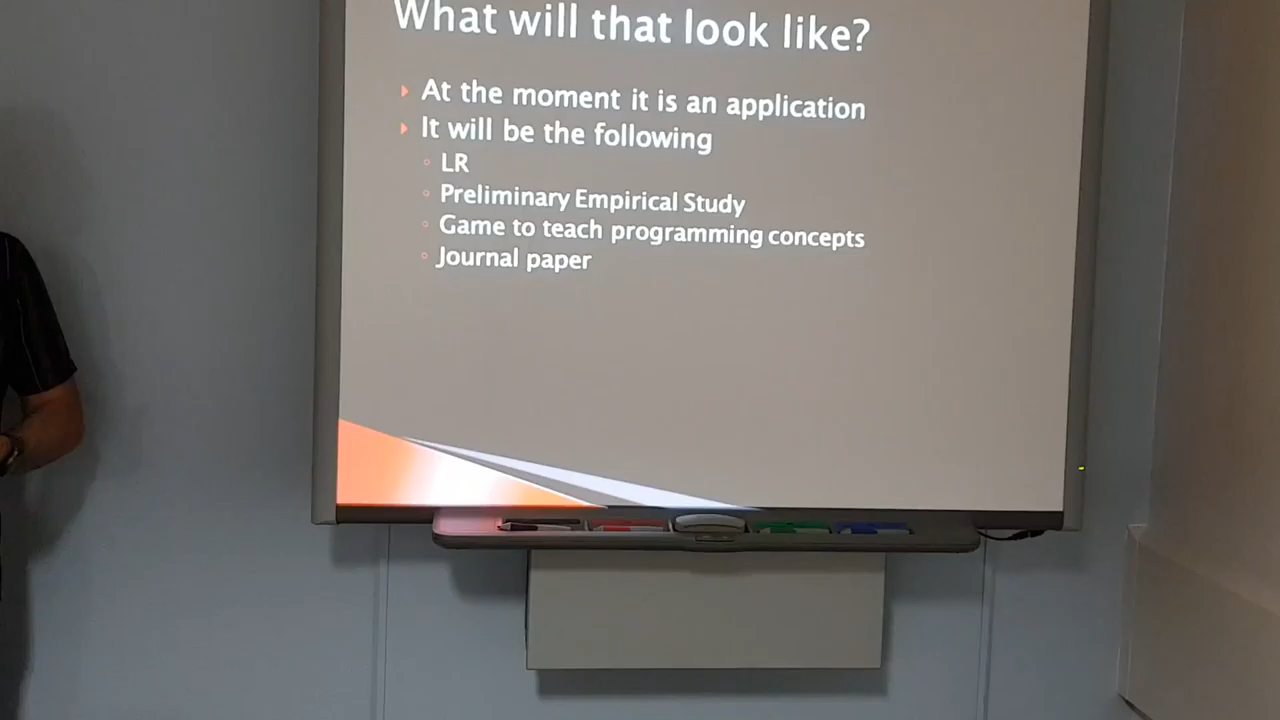 What will that look like?
At the moment it is an application
It will be the following
LR
Preliminary Empirical Study
Game to teach programming concepts
Journal paper